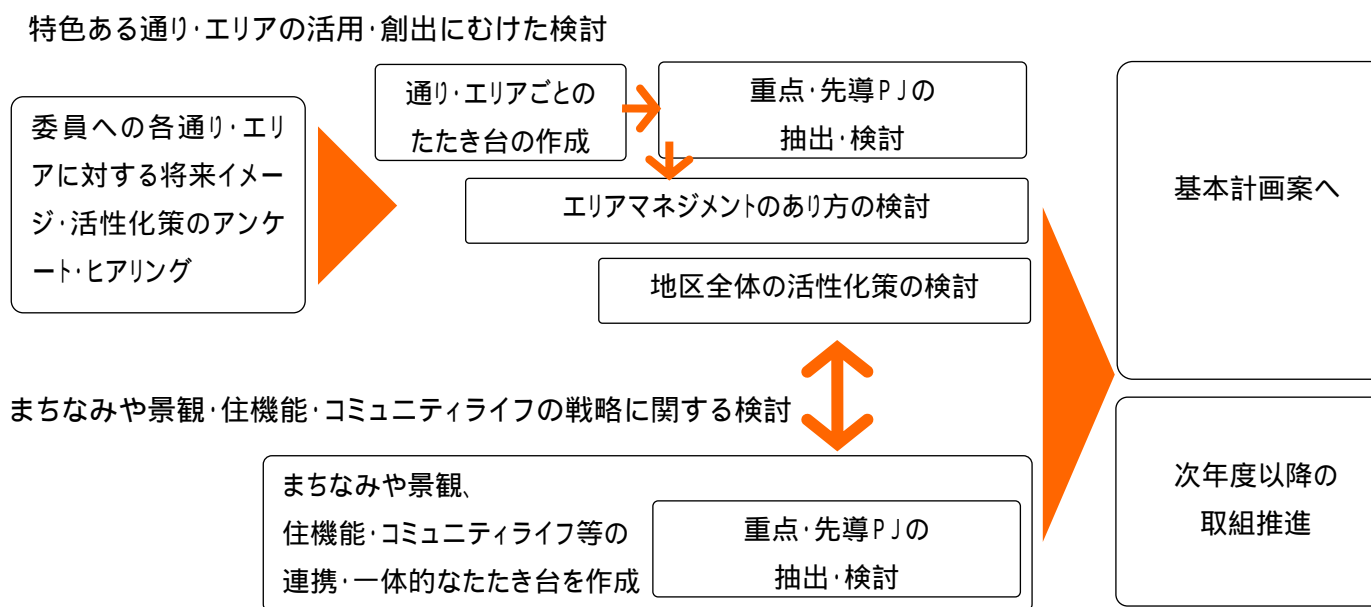 特色ある通り・エリアの活用・創出にむけた検討
委員への各通り・エリ
アに対する将来イメー
ジ・活性化策のアンケ
ート・ヒアリング
通り・エリアごとの
たたき台の作成
重点・先導PJの
抽出・検討
エリアマネジメントのあり方の検討
地区全体の活性化策の検討
まちなみや景観・住機能・コミュニティライフの戦略に関する検討
まちなみや景観、
住機能・コミュニティライフ等の
連携・一体的なたたき台を作成
重点・先導PJの
抽出・検討
基本計画案へ
次年度以降の
取組推進